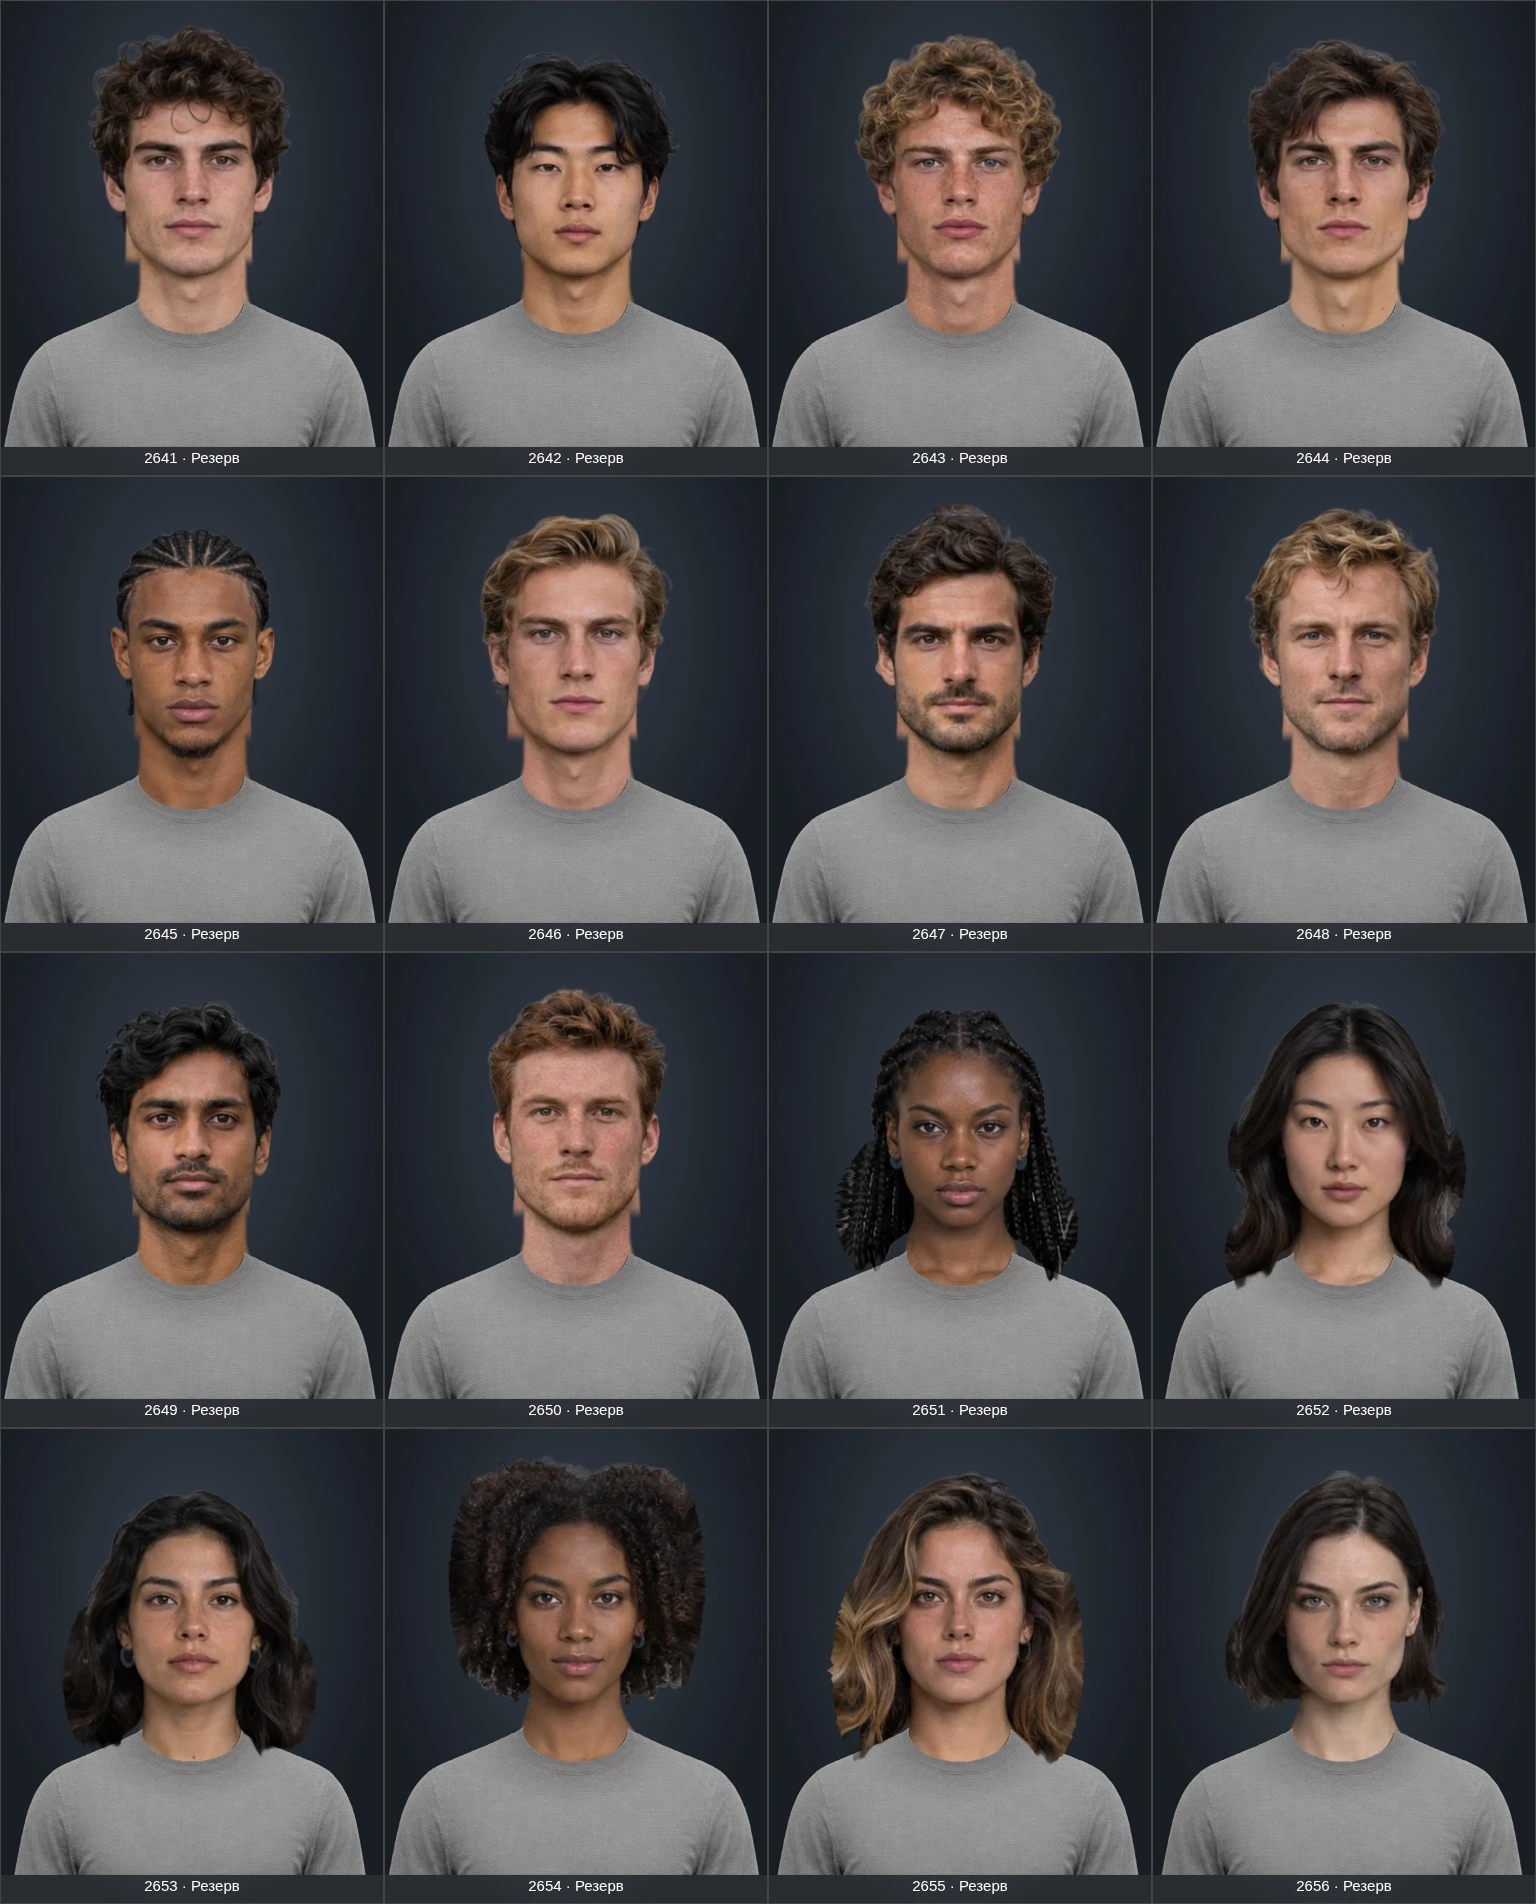 2641 · Резерв
2642 · Резерв
2643 · Резерв
2644 · Резерв
2645 · Резерв
2646 · Резерв
2647 · Резерв
2648 · Резерв
2649 · Резерв
2650 · Резерв
2651 · Резерв
2652 · Резерв
2653 · Резерв
2654 · Резерв
2655 · Резерв
2656 · Резерв